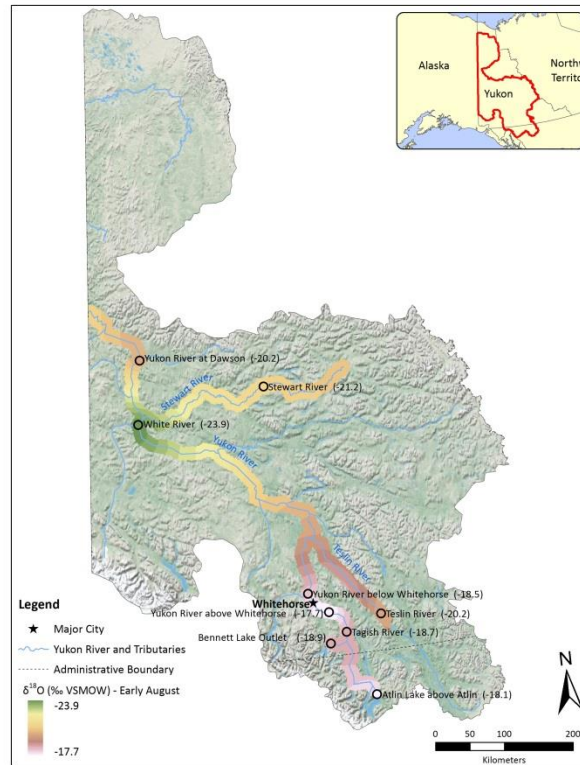 Alaska
Northw
Territo
Yukon
Yukon River at Dawson (-20.2)
Stewart River
Stewart River (-21.2)
White River (-23.9)
Yukon River
Teslin River
Yukon River below Whitehorse (-18.5)
Whitehorse
Yukon River above Whitehorse (-17.7)
Teslin River (-20.2)
Tagish River (-18.7)
Bennett Lake Outlet (-18.9)
Atlin Lake above Atlin (-18.1)
Legend
Major City
Yukon River and Tributaries
Administrative Boundary
δ¹⁸O (‰ VSMOW) - Early August
-23.9
-17.7
N
0 100 200
Kilometers